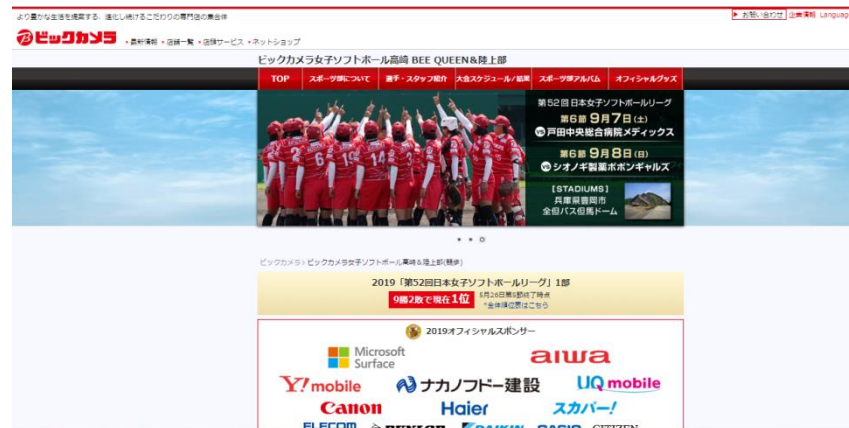 より豊かな生活を提案する、進化し続けるこだわりの専門店の集合体
お問い合わせ 企業情報 Languag
ビックカメラ ・最新情報 ・店舗一覧 ・店頭サービス ・ネットショップ
ビックカメラ女子ソフトボール高崎 BEE QUEEN&陸上部
TOP スポーツ部について 選手・スタッフ紹介 大会スケジュール/結果 スポーツ部アルバム オフィシャルグッズ
第52回 日本女子ソフトボールリーグ
第6節 9月7日(土)
VS 戸田中央総合病院メディックス
第6節 9月8日(日)
VS シオノギ製薬ポポンギャルズ
[STADIUMS]
兵庫県豊岡市
全但バス但馬ドーム
6 19 14 3
ビックカメラ> ビックカメラ女子ソフトボール高崎&陸上部(競歩)
2019「第52回日本女子ソフトボールリーグ」1部
9勝2敗で現在1位 5月26日第5節終了時点
*全体順位表はこちら
2019オフィシャルスポンサー
Microsoft Surface aiwa
Y!mobile ナカノフドー建設 UQ mobile
Canon Haier スカパー!
ELECOM DUNLOP DAIKIN CASIO CITIZEN